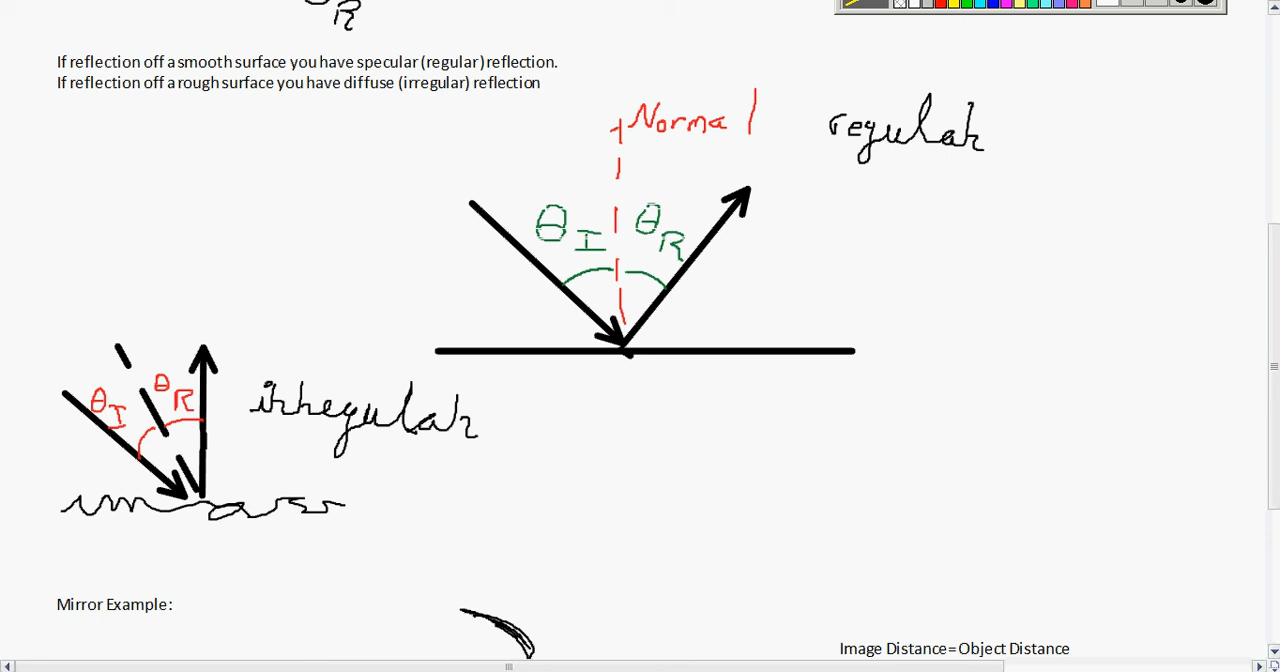 R
If reflection off a smooth surface you have specular (regular) reflection.
If reflection off a rough surface you have diffuse (irregular) reflection
Normal
regular
θI
θR
θI
θR
irregular
Mirror Example:
Image Distance=Object Distance